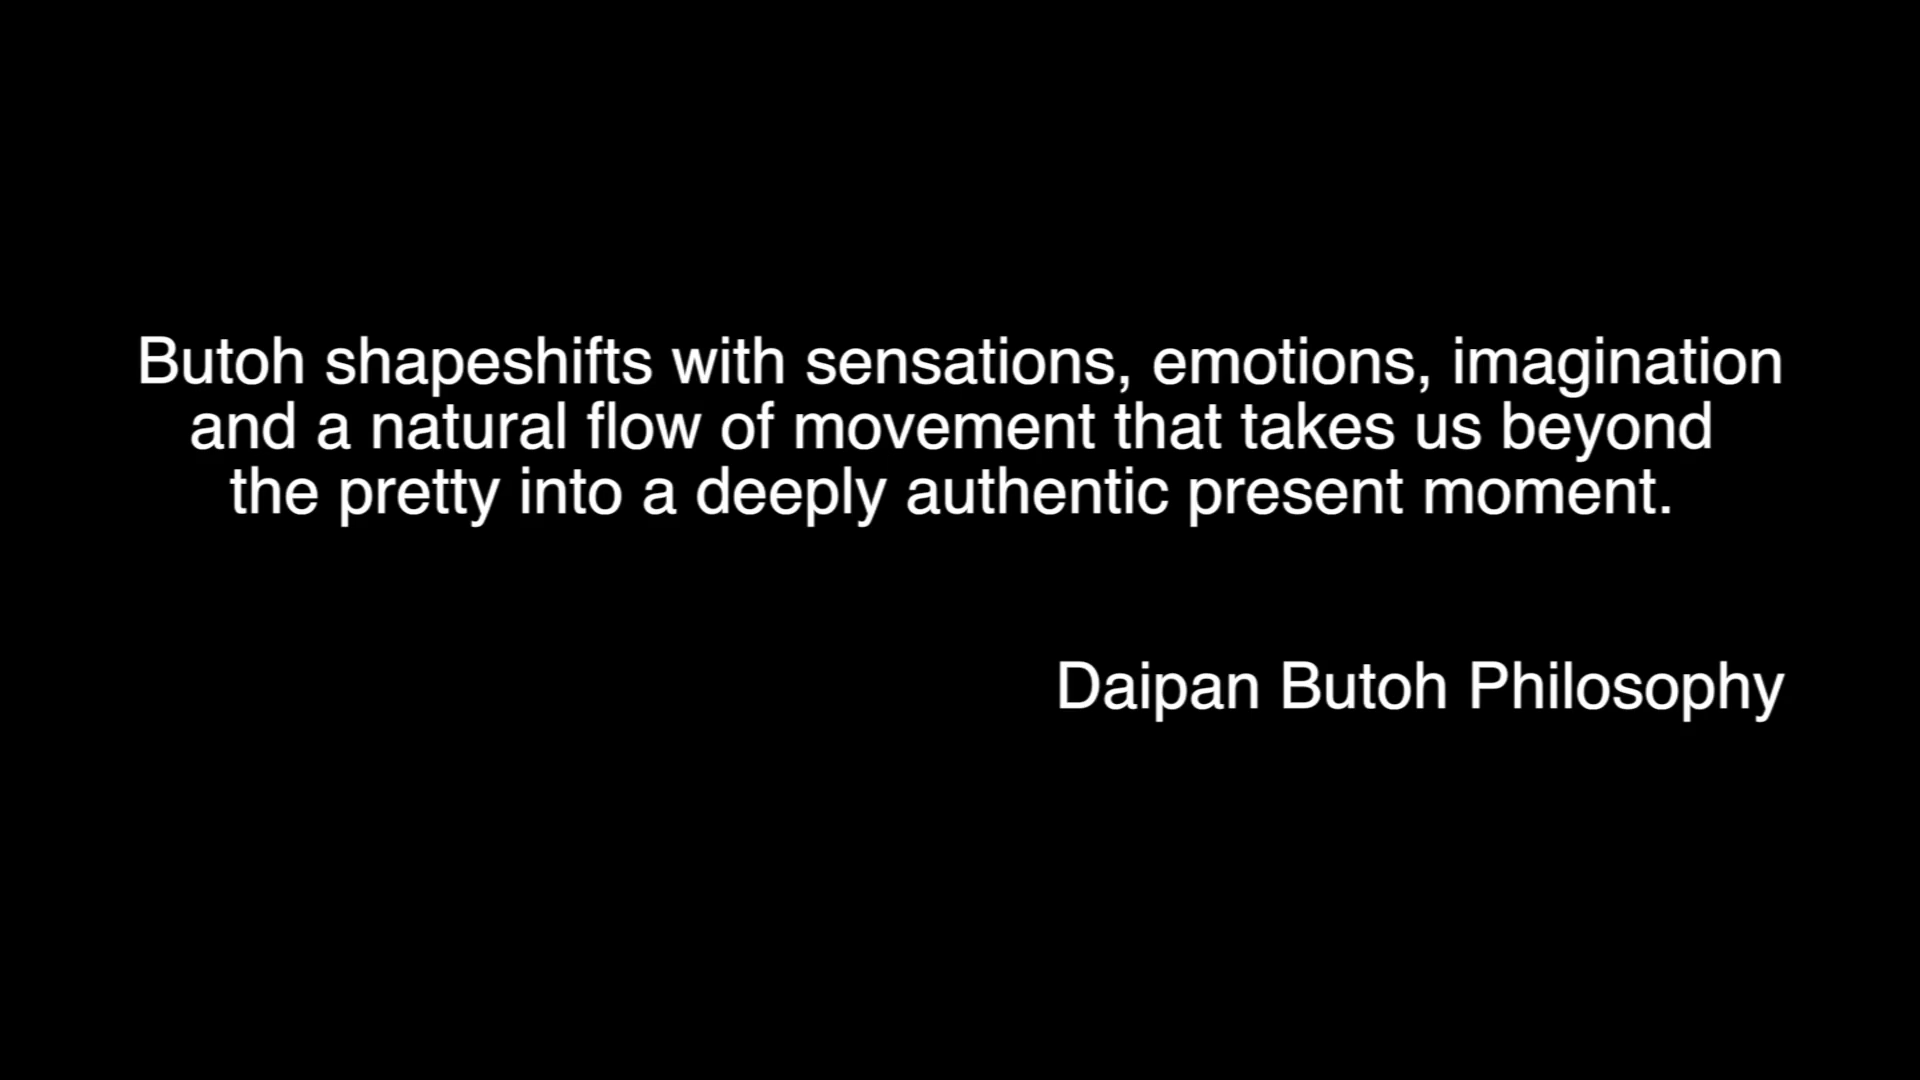 Butoh shapeshifts with sensations, emotions, imagination
and a natural flow of movement that takes us beyond
the pretty into a deeply authentic present moment.
Daipan Butoh Philosophy